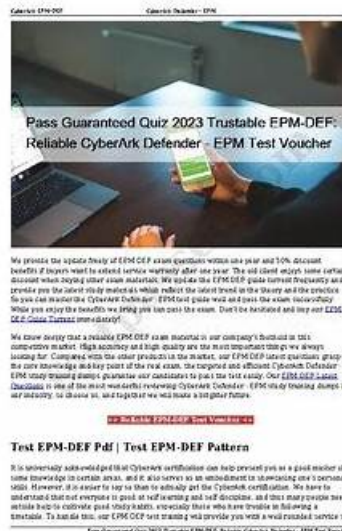 CyberArk EPM-DEF
CyberArk Defender - EPM
Pass Guaranteed Quiz 2023 Trustable EPM-DEF:
Reliable CyberArk Defender - EPM Test Voucher
We provide the update freely of EPM-DEF exam questions within one year and 50% discount
benefits if buyers want to extend service warranty after one year. The old client enjoys some certain
discount when buying other exam materials. We update the EPM-DEF guide torrent frequently and
provide you the latest study materials which reflect the latest trend in the theory and the practice.
So you can master the CyberArk Defender - EPM test guide well and pass the exam successfully.
While you enjoy the benefits we bring you can pass the exam. Don't be hesitated and buy our EPM-
DEF Guide Torrent immediately!
We know deeply that a reliable EPM-DEF exam material is our company's foothold in this
competitive market. High accuracy and high quality are the most important things we always
looking for. Compared with the other products in the market, our EPM-DEF latest questions grasp
the core knowledge and key point of the real exam, the targeted and efficient CyberArk Defender -
EPM study training dumps guarantee our candidates to pass the test easily. Our EPM-DEF Latest
Questions is one of the most wonderful reviewing CyberArk Defender - EPM study training dumps in
our industry, so choose us, and together we will make a brighter future.
>> Reliable EPM-DEF Test Voucher <<
Test EPM-DEF Pdf | Test EPM-DEF Pattern
It is universally acknowledged that CyberArk certification can help present you as a good master of
some knowledge in certain areas, and it also serves as an embodiment in showcasing one's personal
skills. However, it is easier to say than to actually get the CyberArk certification. We have to
understand that not everyone is good at self-learning and self-discipline, and thus many people need
outside help to cultivate good study habits, especially those who have trouble in following a
timetable. To handle this, our EPM-DEF test training will provide you with a well-rounded service so